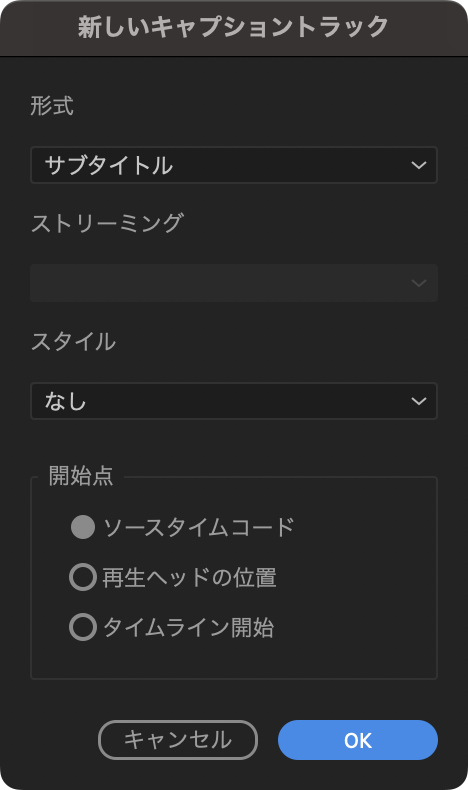 新しいキャプショントラック
形式
サブタイトル
ストリーミング
スタイル
なし
開始点
ソースタイムコード
再生ヘッドの位置
タイムライン開始
キャンセル
OK